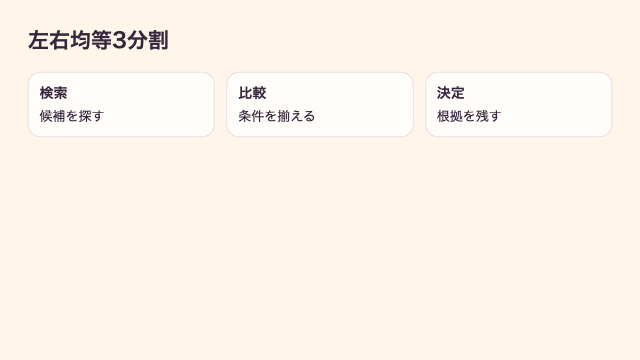 左右均等3分割
検索
候補を探す
比較
条件を揃える
決定
根拠を残す